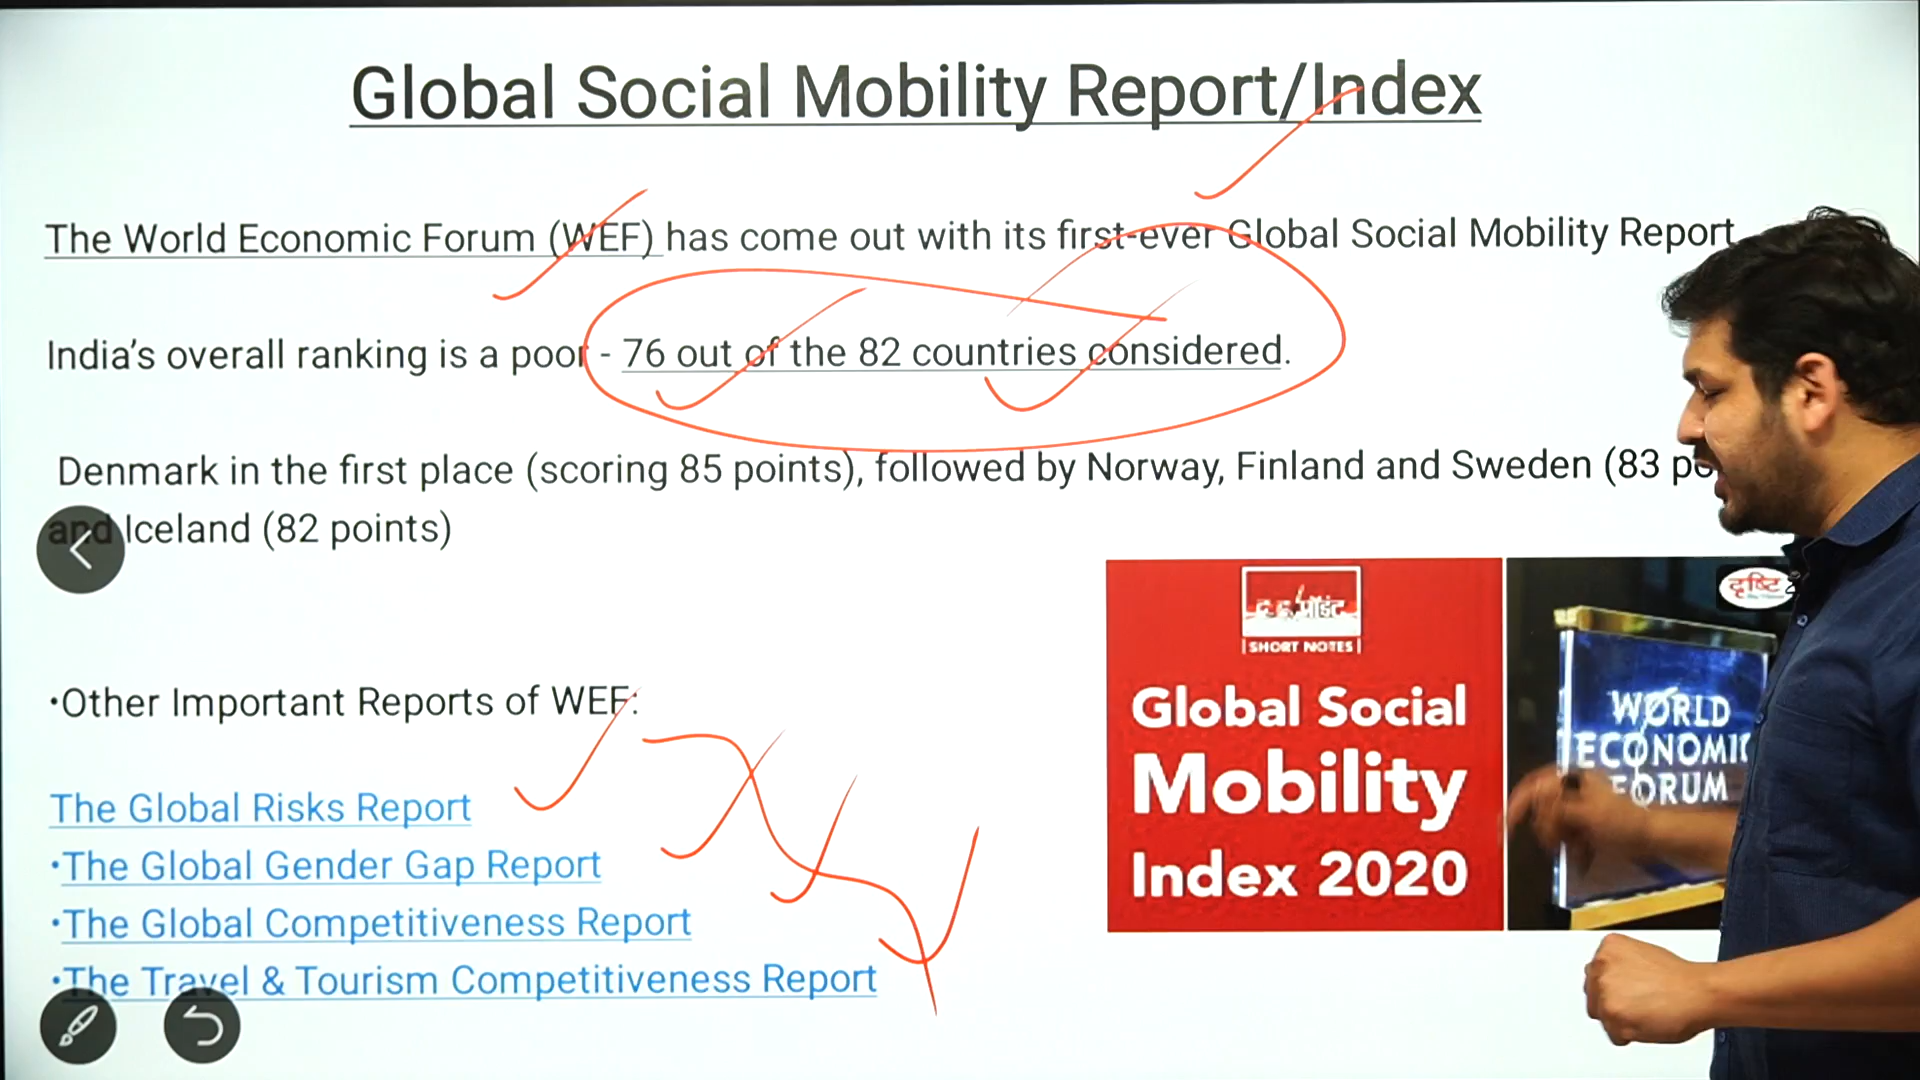 Global Social Mobility Report/Index
The World Economic Forum (WEF) has come out with its first-ever Global Social Mobility Report
India's overall ranking is a poor - 76 out of the 82 countries considered.
Denmark in the first place (scoring 85 points), followed by Norway, Finland and Sweden (83
and Iceland (82 points)
•Other Important Reports of WEF:
The Global Risks Report
•The Global Gender Gap Report
•The Global Competitiveness Report
•The Travel & Tourism Competitiveness Report
SHORT NOTES
Global Social
Mobility
Index 2020
दृष्टि
WORLD
ECONOMIC
FORUM